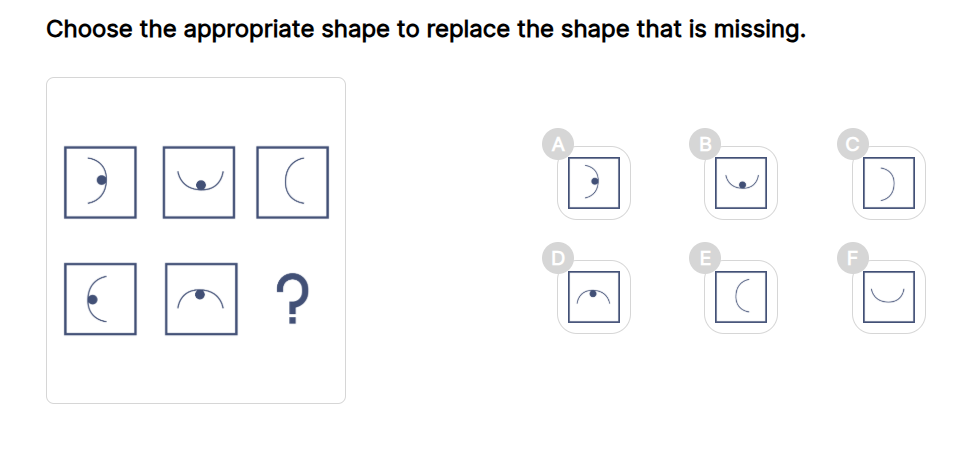 Choose the appropriate shape to replace the shape that is missing.
A B C
?
D E F